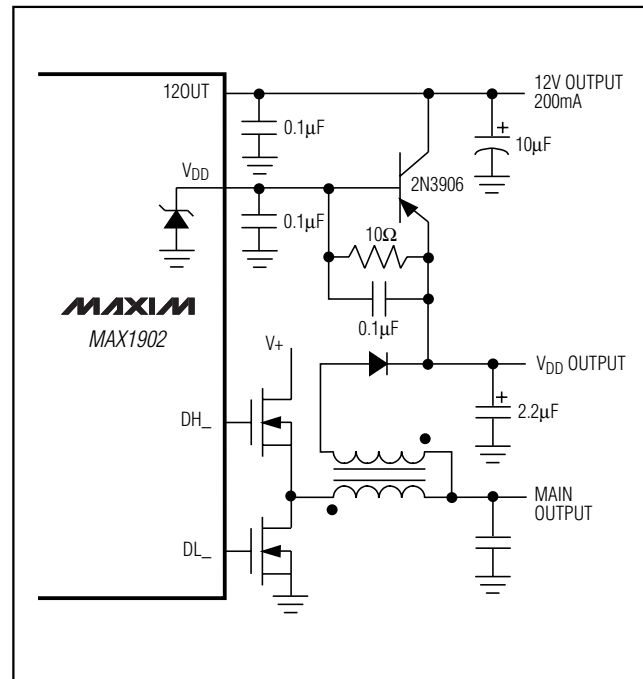 12OUT
12V OUTPUT
200mA
0.1µF
+
10µF
VDD
2N3906
0.1µF
10Ω
0.1µF
MAXIM
MAX1902
V+
VDD OUTPUT
+
2.2µF
DH_
MAIN
OUTPUT
DL_